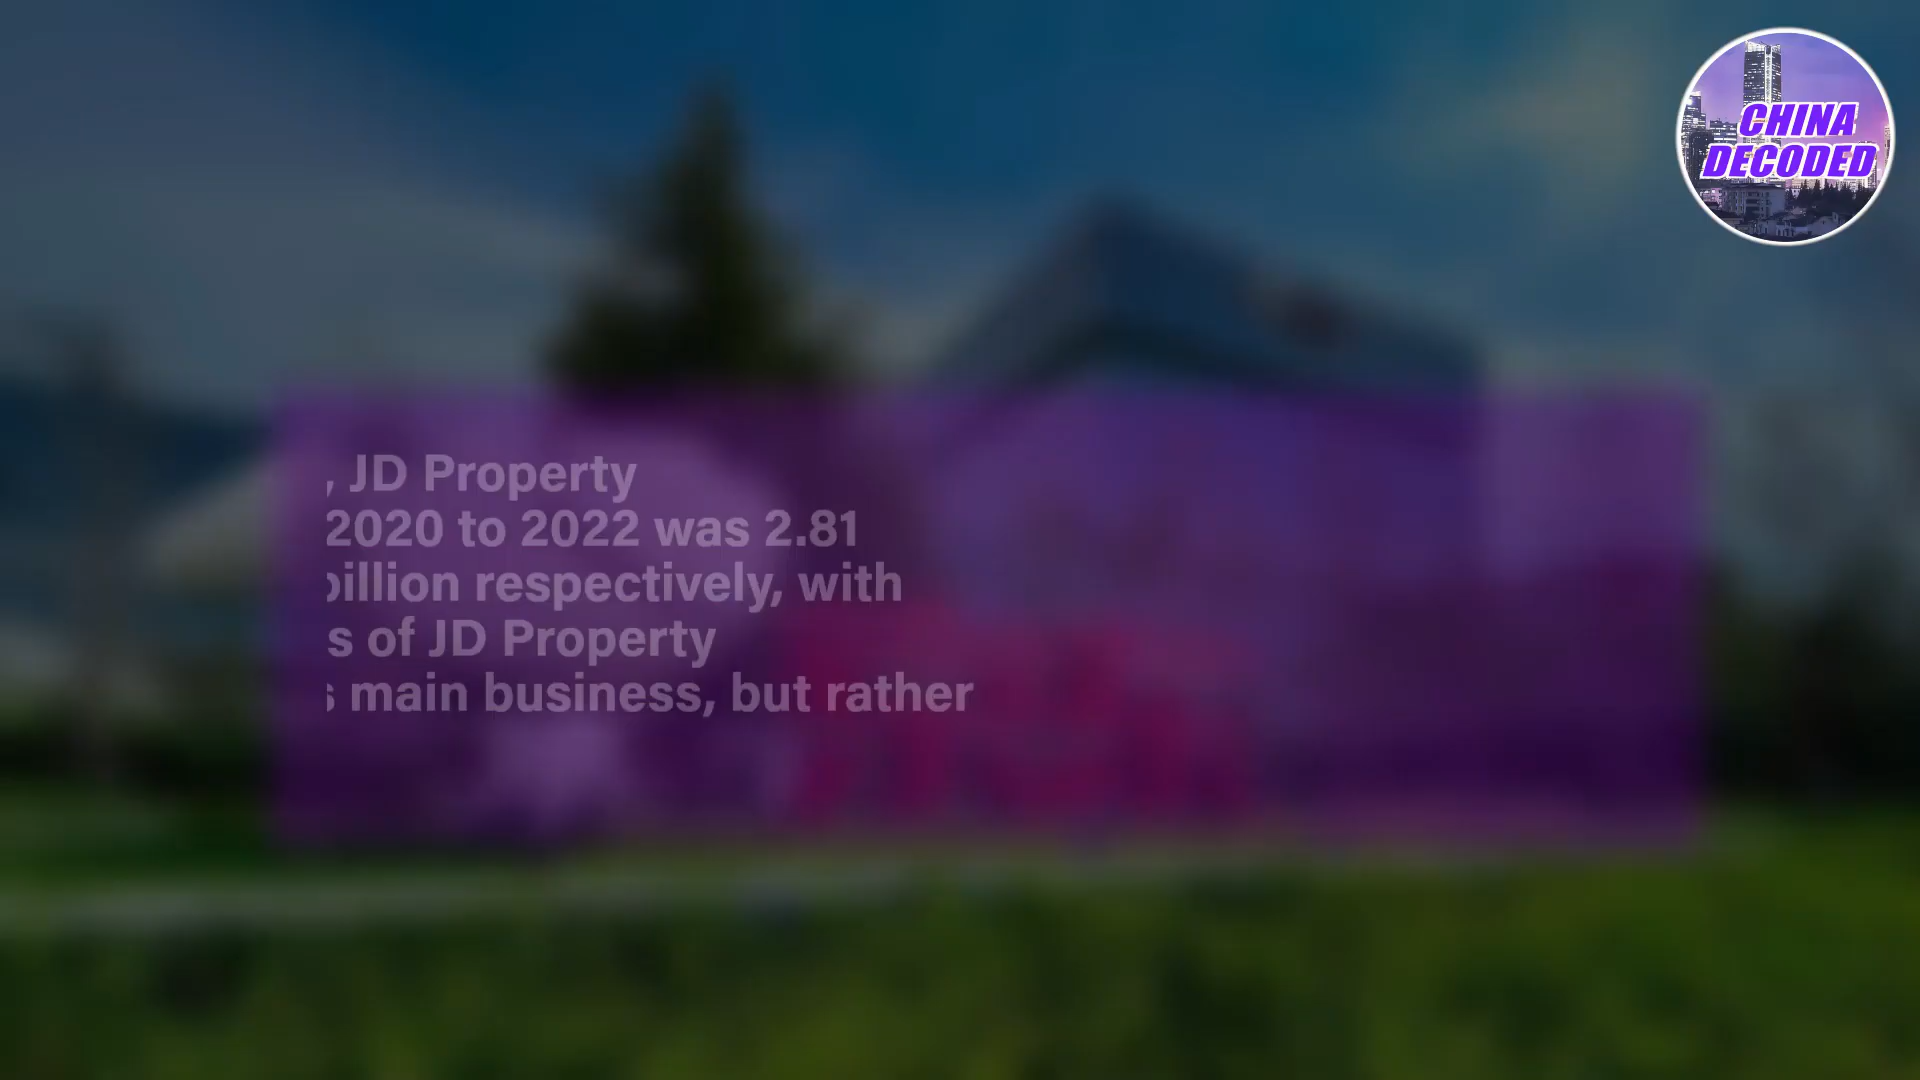 CHINA
DECODED
, JD Property
2020 to 2022 was 2.81
billion respectively, with
s of JD Property
s main business, but rather